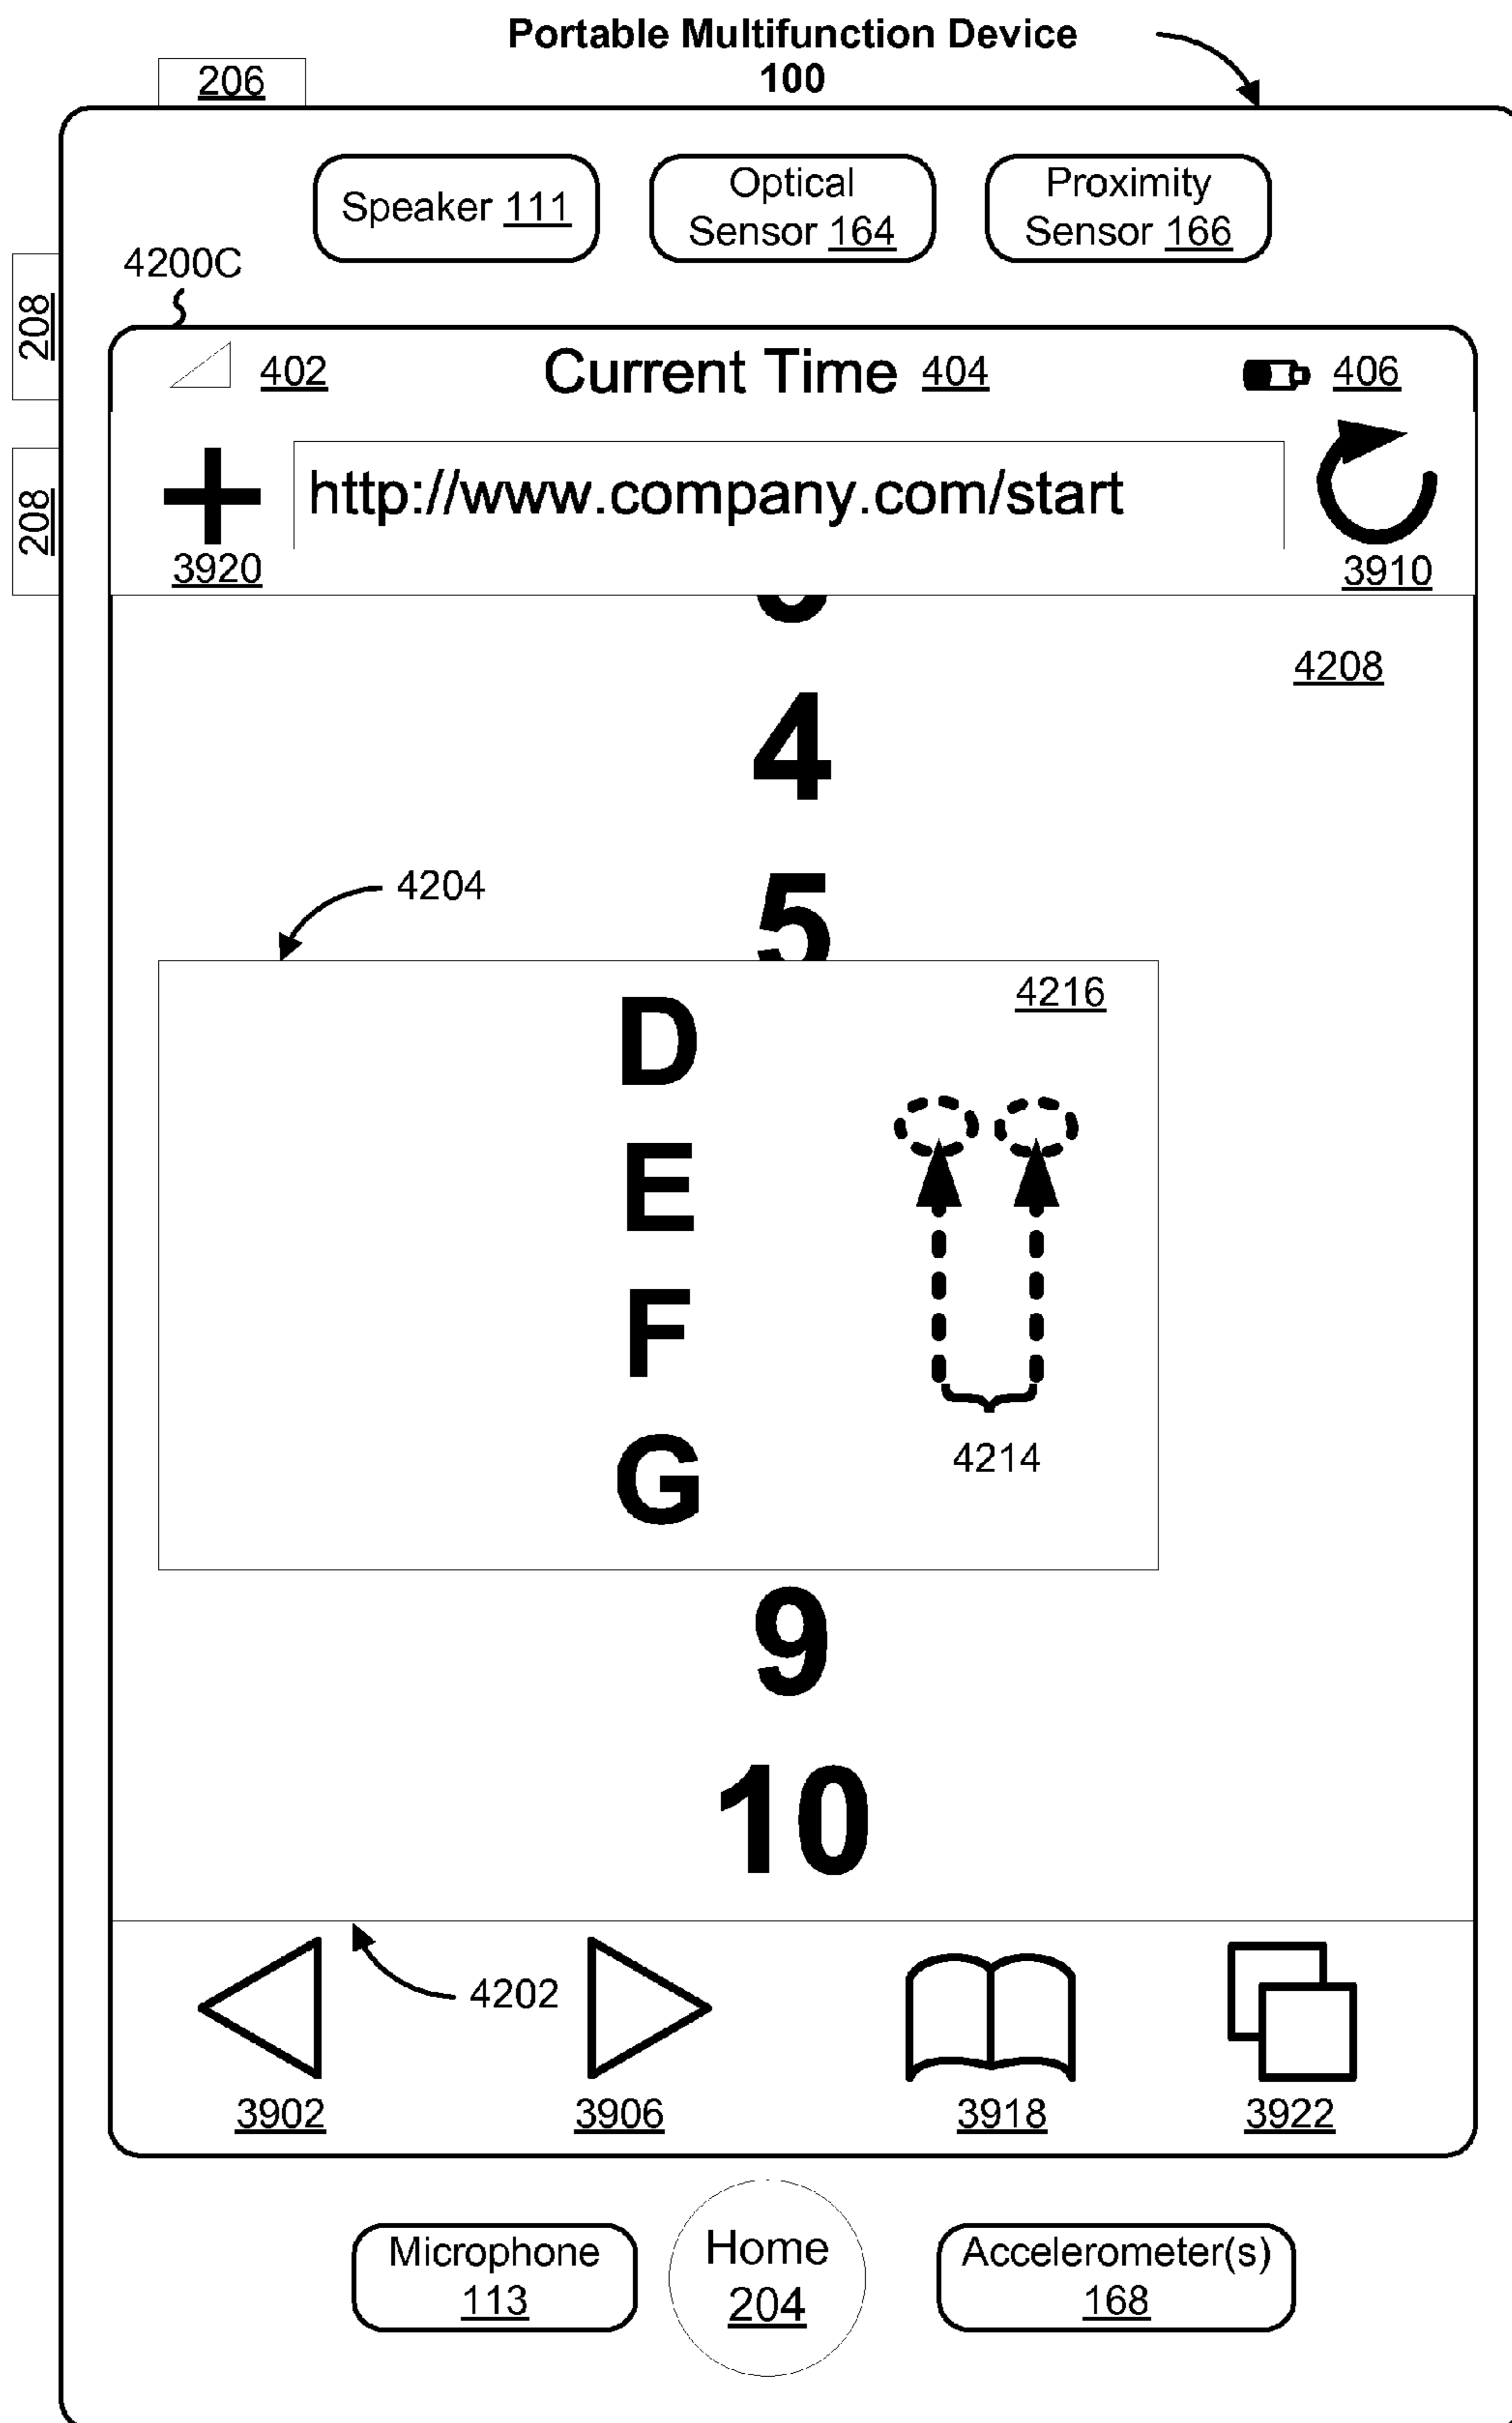 Portable Multifunction Device
100
206
Speaker 111
Optical
Sensor 164
Proximity
Sensor 166
4200C
208
402
Current Time 404
406
208
http://www.company.com/start
3920
3910
4208
4
5
4204
4216
D
E
F
G
4214
9
10
4202
3902
3906
3918
3922
Microphone
113
Home
204
Accelerometer(s)
168